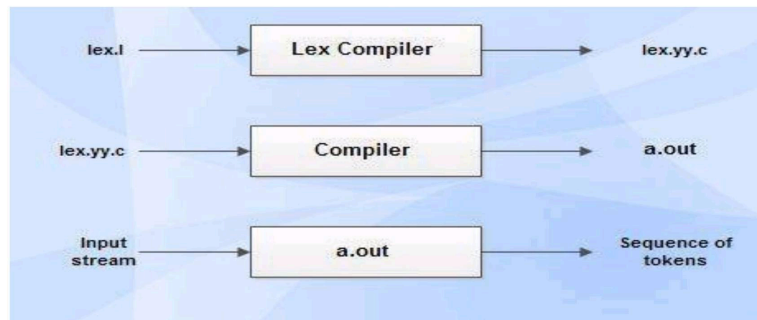 lex.l Lex Compiler lex.yy.c
lex.yy.c Compiler a.out
Input stream a.out Sequence of tokens